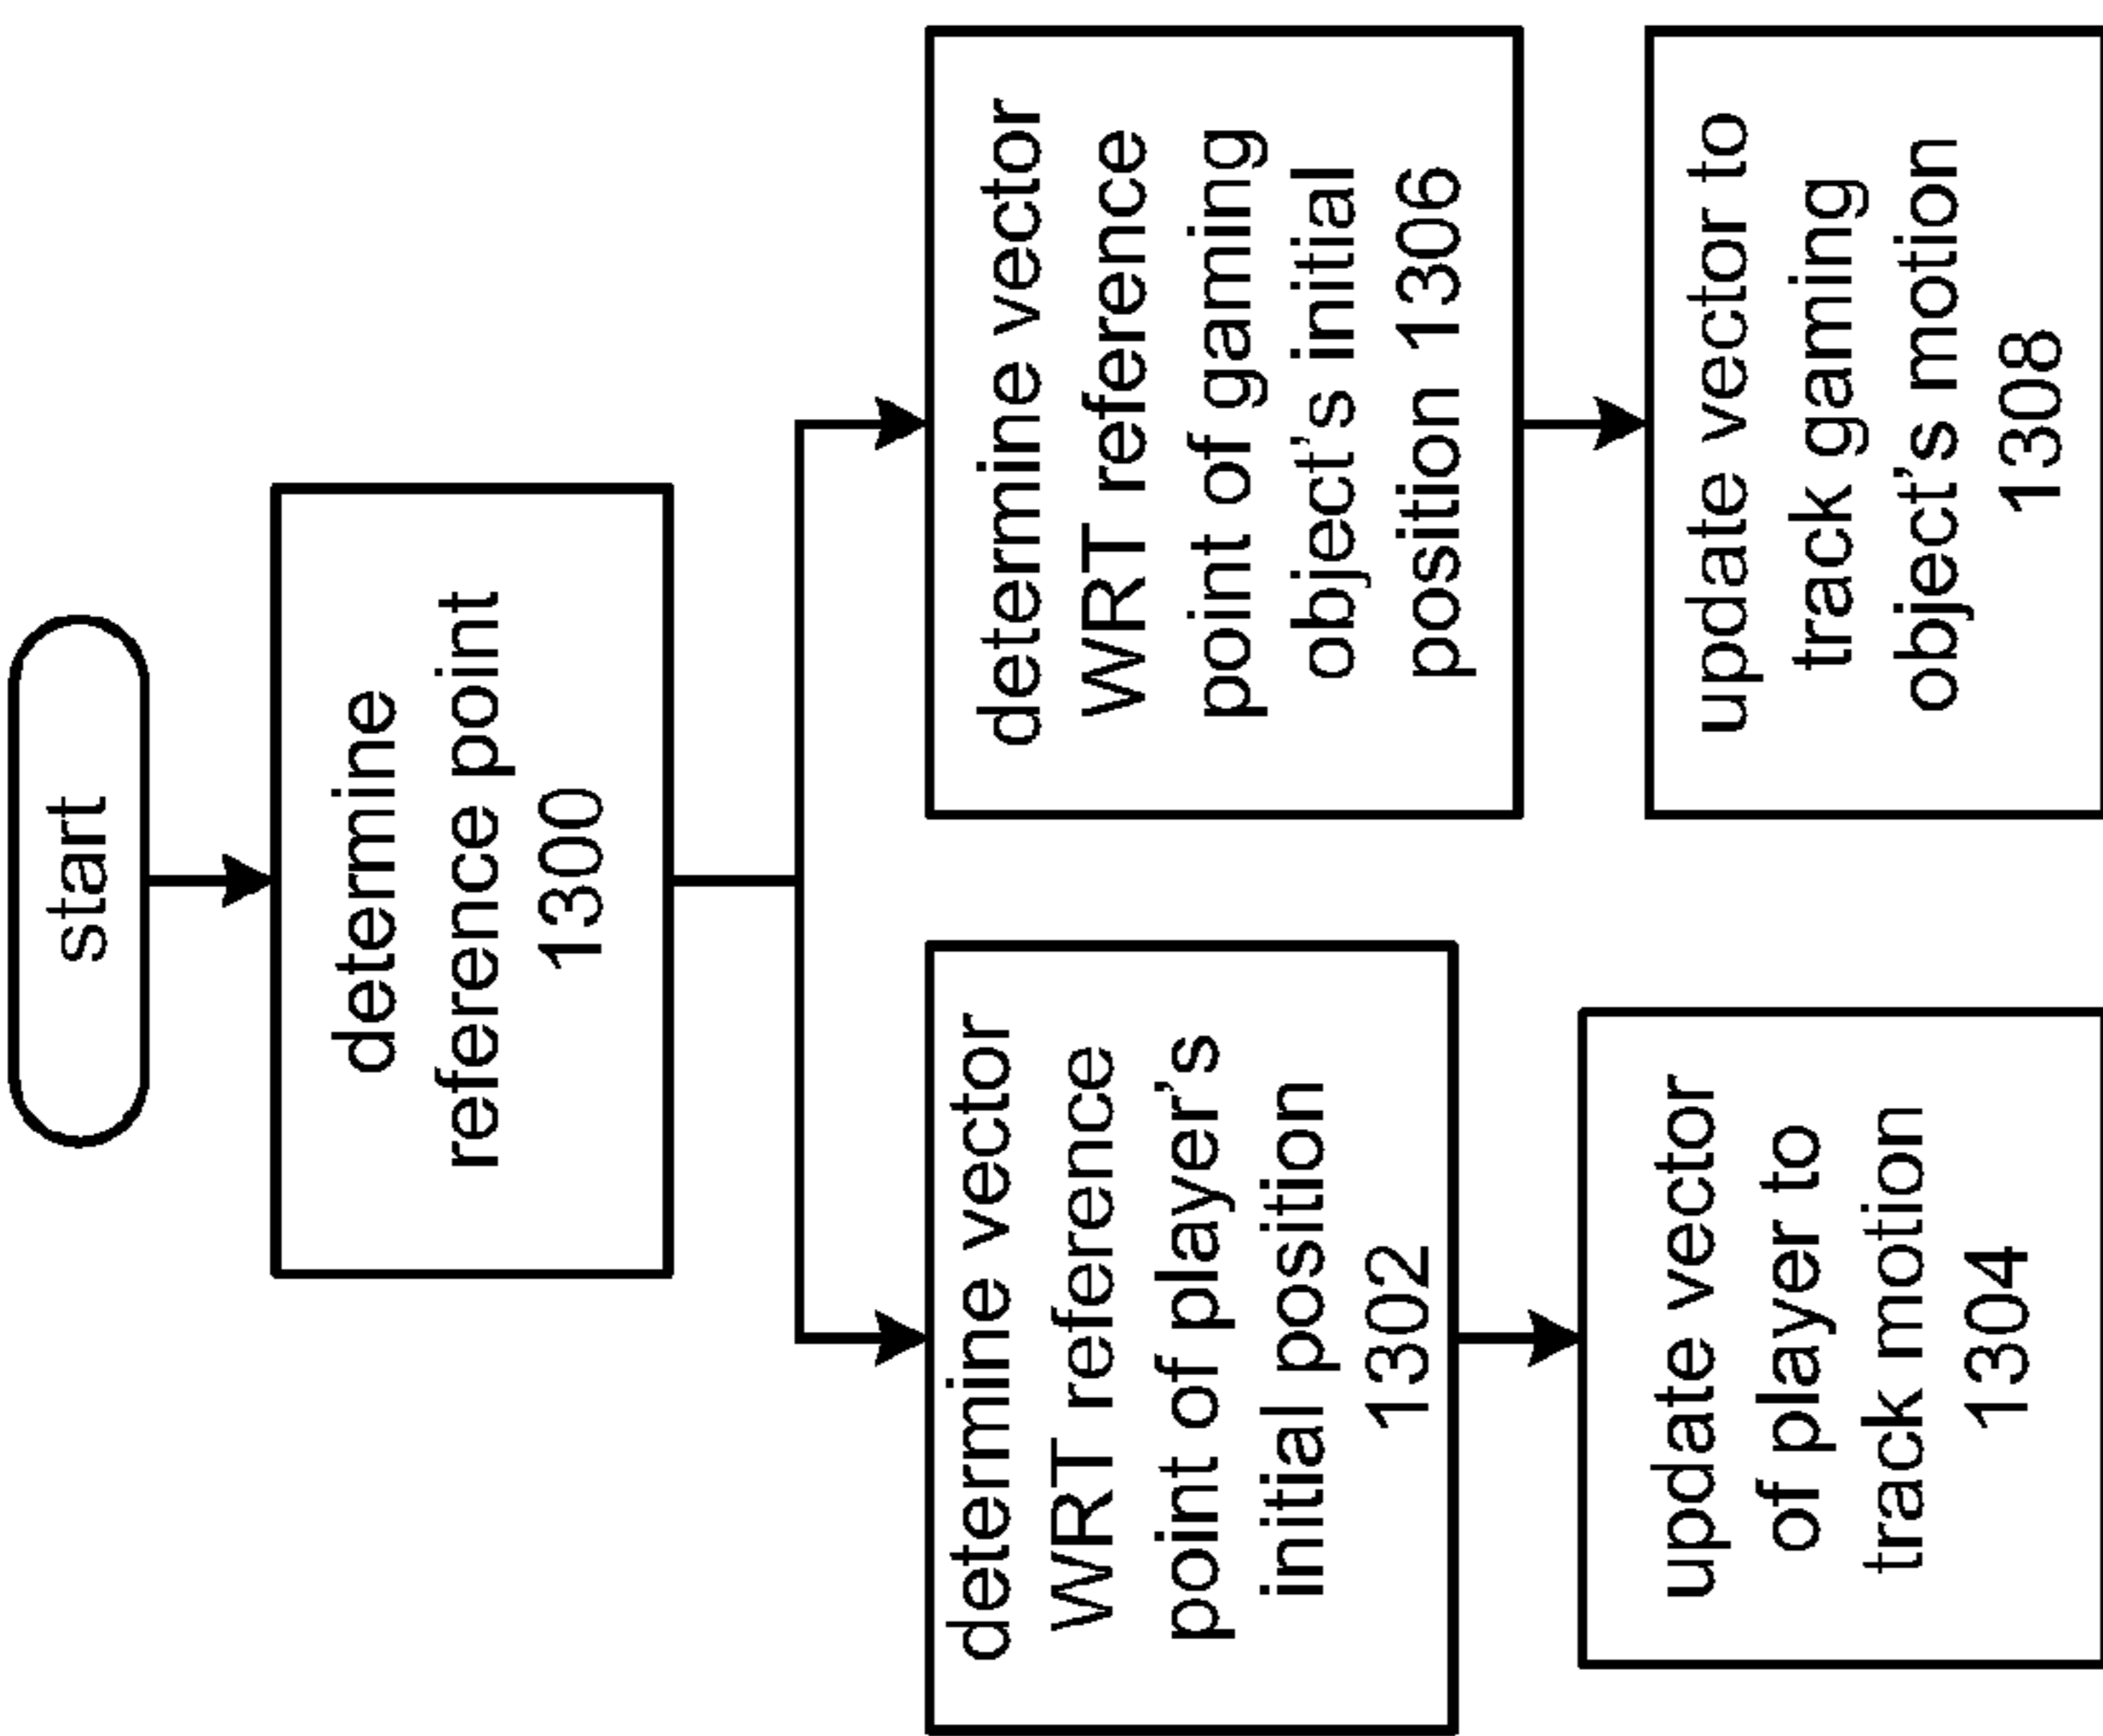 start
determine
reference point
1300
determine vector
WRT reference
point of player's
initial position
1302
update vector
of player to
track motion
1304
determine vector
WRT reference
point of gaming
object's initial
position 1306
update vector to
track gaming
object's motion
1308